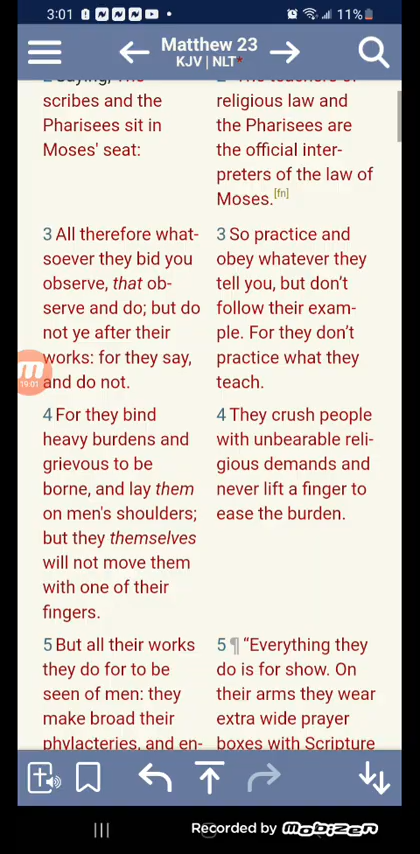 3:01
11%
Matthew 23
KJV | NLT*
scribes and the
Pharisees sit in
Moses' seat:
religious law and
the Pharisees are
the official inter-
preters of the law of
Moses.[fn]
3 All therefore what-
soever they bid you
observe, that ob-
serve and do; but do
not ye after their
works: for they say,
and do not.
3 So practice and
obey whatever they
tell you, but don't
follow their exam-
ple. For they don't
practice what they
teach.
19:01
4 For they bind
heavy burdens and
grievous to be
borne, and lay them
on men's shoulders;
but they themselves
will not move them
with one of their
fingers.
4 They crush people
with unbearable reli-
gious demands and
never lift a finger to
ease the burden.
5 But all their works
they do for to be
seen of men: they
make broad their
phylacteries, and en-
5 ¶ “Everything they
do is for show. On
their arms they wear
extra wide prayer
boxes with Scripture
Recorded by mobizen